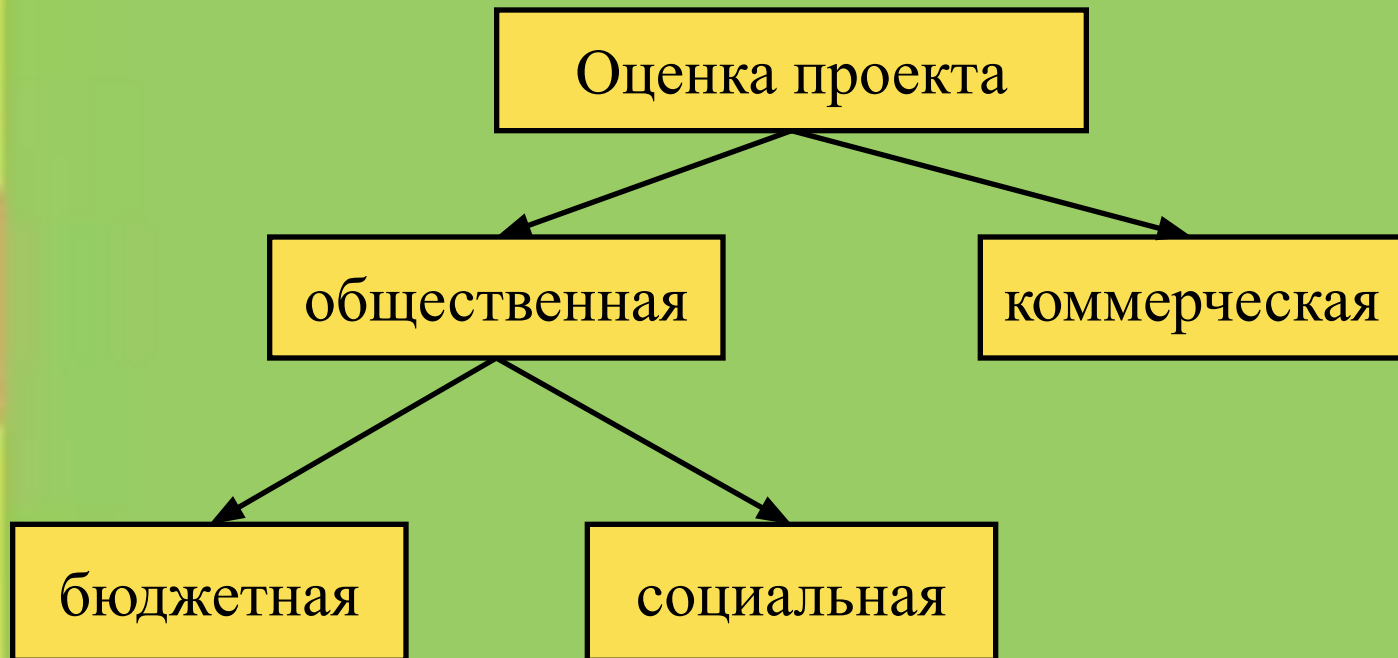 Оценка проекта
общественная
коммерческая
бюджетная
социальная